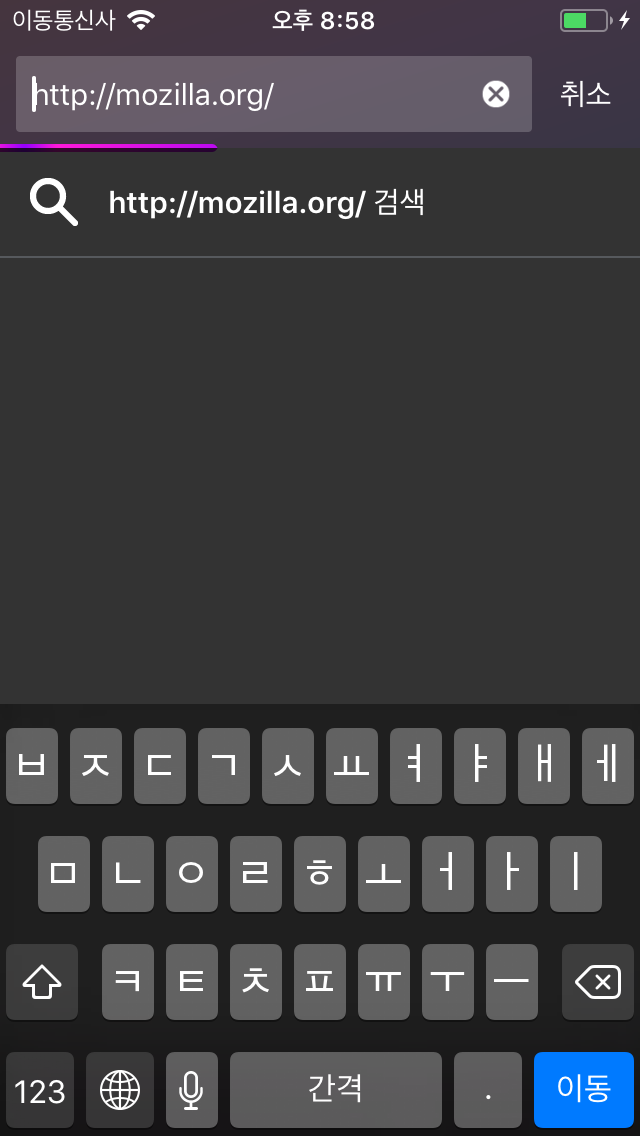 이동통신사 오후 8:58
http://mozilla.org/ 취소
http://mozilla.org/ 검색
ㅂ ㅈ ㄷ ㄱ ㅅ ㅛ ㅕ ㅑ ㅐ ㅔ
ㅁ ㄴ ㅇ ㄹ ㅎ ㅗ ㅓ ㅏ ㅣ
ㅋ ㅌ ㅊ ㅍ ㅠ ㅜ ㅡ
123 간격 . 이동